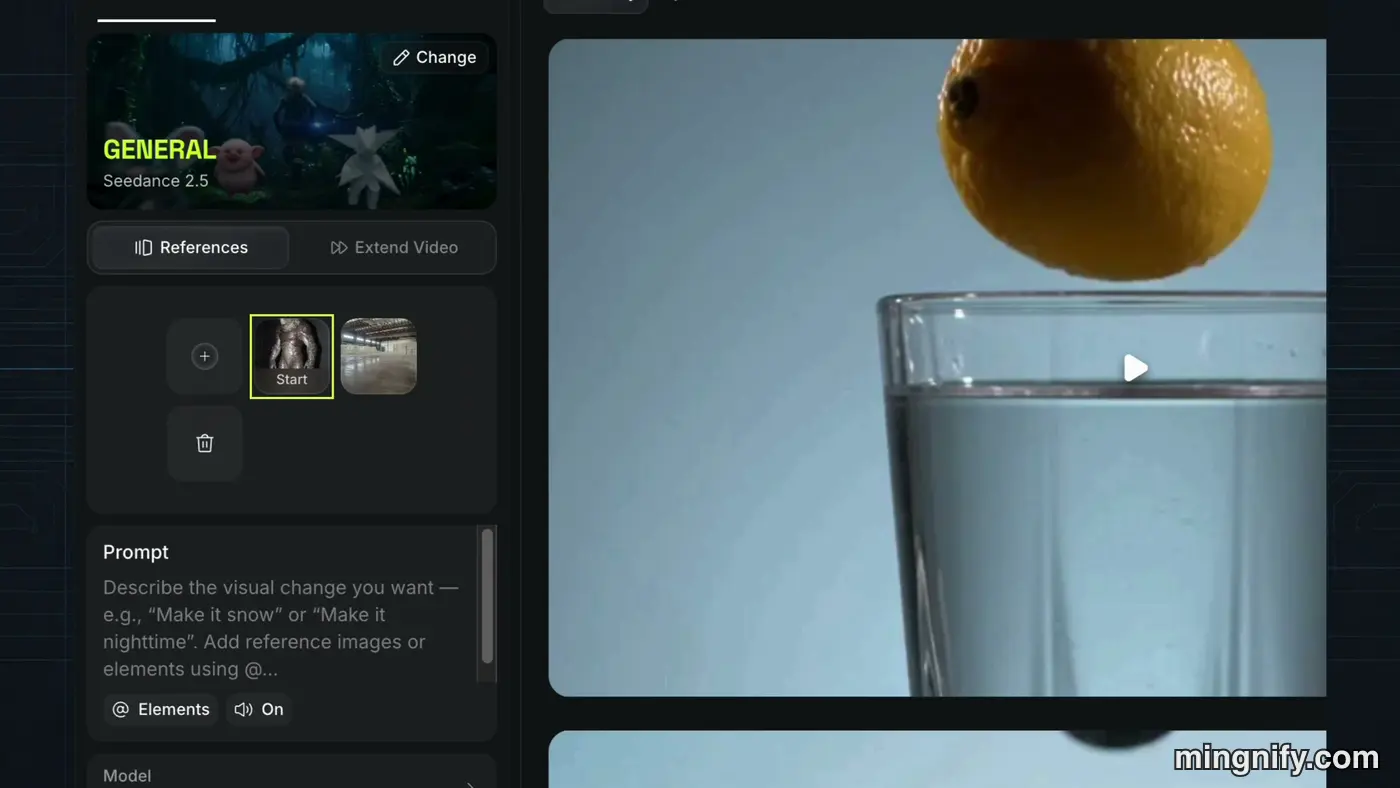 Change
GENERAL
Seedance 2.5
References
Extend Video
Start
Prompt
Describe the visual change you want —
e.g., “Make it snow” or “Make it
nighttime”. Add reference images or
elements using @...
@ Elements
On
Model
mingnify.com